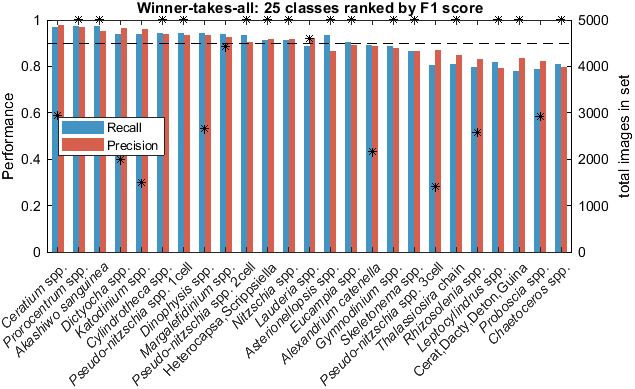 Winner-takes-all: 25 classes ranked by F1 score
Performance
1
0.8
0.6
0.4
0.2
0
Recall
Precision
5000
4000
3000
2000
1000
0
total images in set
Ceratium spp.
Prorocentrum spp.
Akashiwo sanguinea
Dictyocha spp.
Katodinium spp.
Cylindrotheca spp.
Pseudo-nitzschia spp. 1cell
Dinophysis spp.
Margalefidinium spp.
Pseudo-nitzschia spp. 2cell
Heterocapsa,Scrippsiella
Nitzschia spp.
Lauderia spp.
Asterionellopsis spp.
Eucampia spp.
Alexandrium catenella
Gymnodinium spp.
Skeletonema spp.
Pseudo-nitzschia spp. 3cell
Thalassiosira chain
Rhizosolenia spp.
Leptocylindrus spp.
Cerat,Dacty,Deton,Guina
Proboscia spp.
Chaetoceros spp.